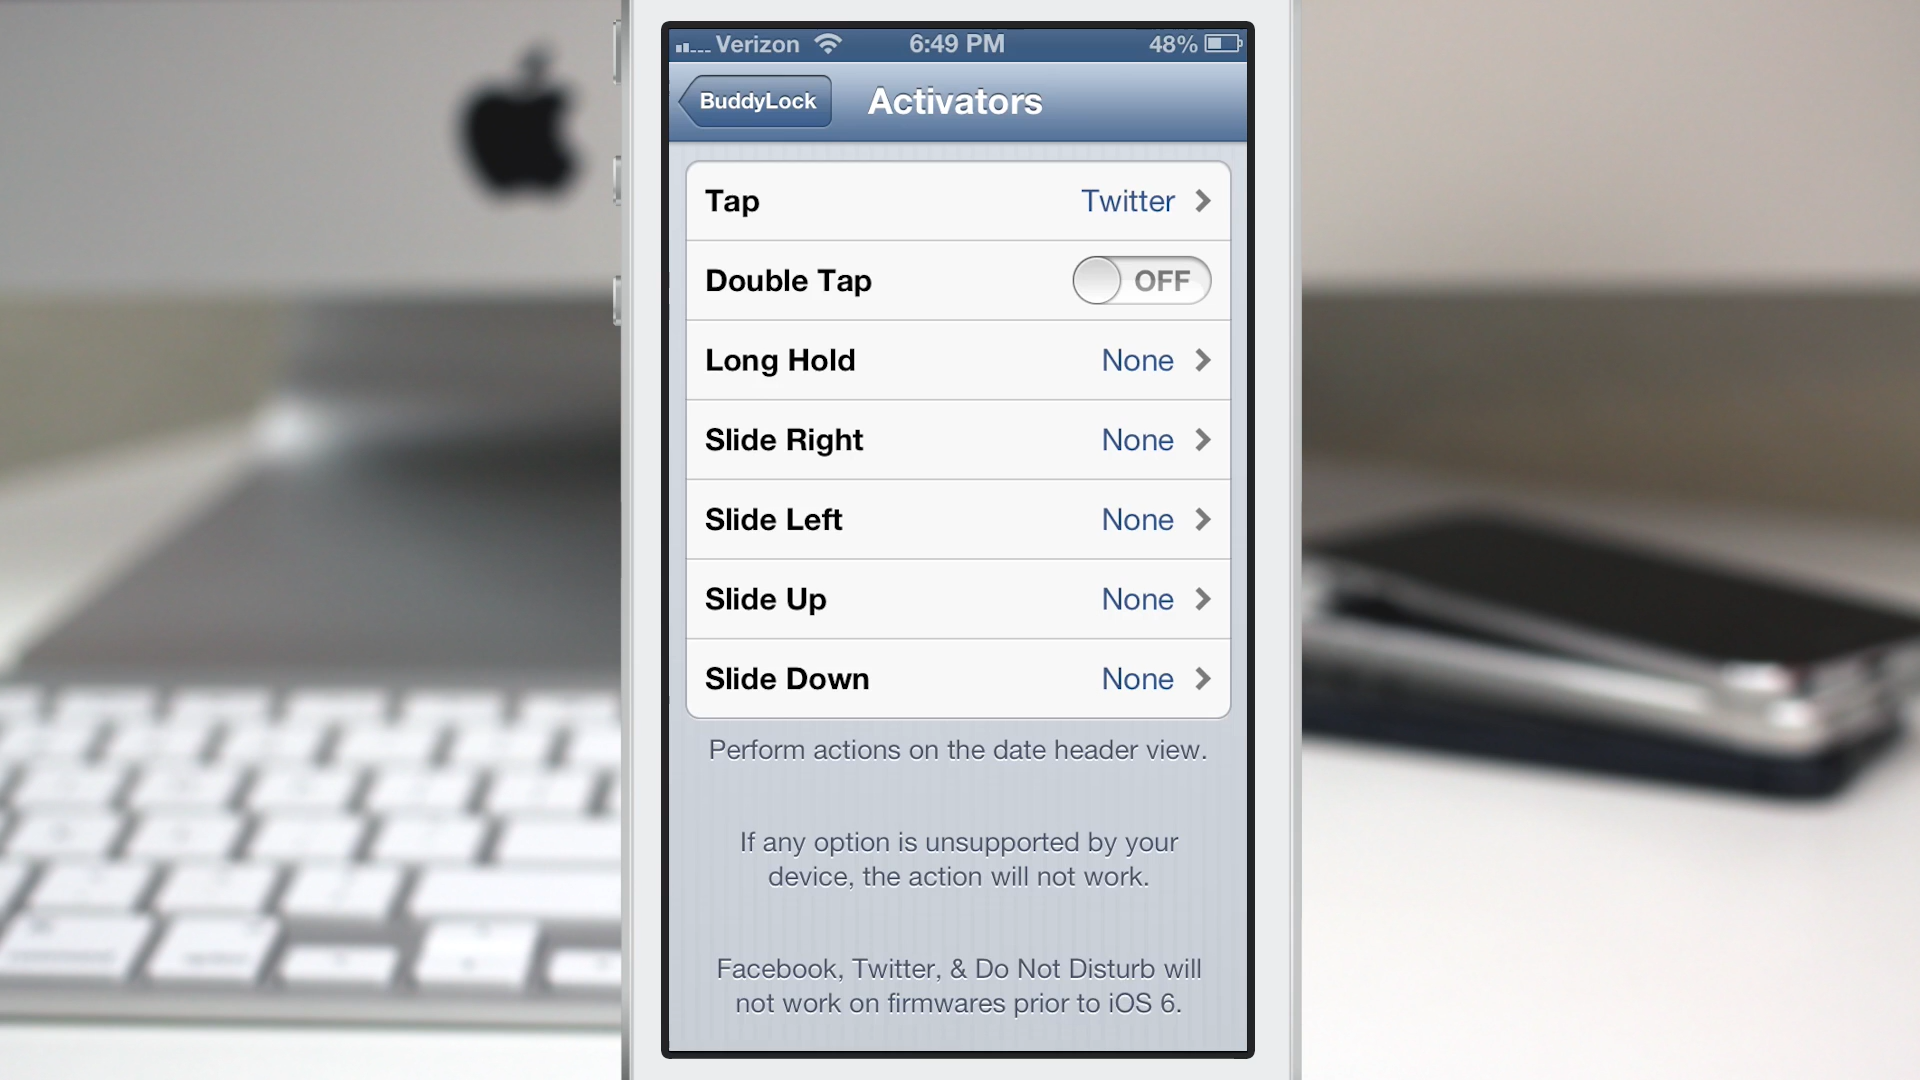 Verizon 6:49 PM 48%
BuddyLock Activators
Tap Twitter
Double Tap OFF
Long Hold None
Slide Right None
Slide Left None
Slide Up None
Slide Down None
Perform actions on the date header view.
If any option is unsupported by your
device, the action will not work.
Facebook, Twitter, & Do Not Disturb will
not work on firmwares prior to iOS 6.